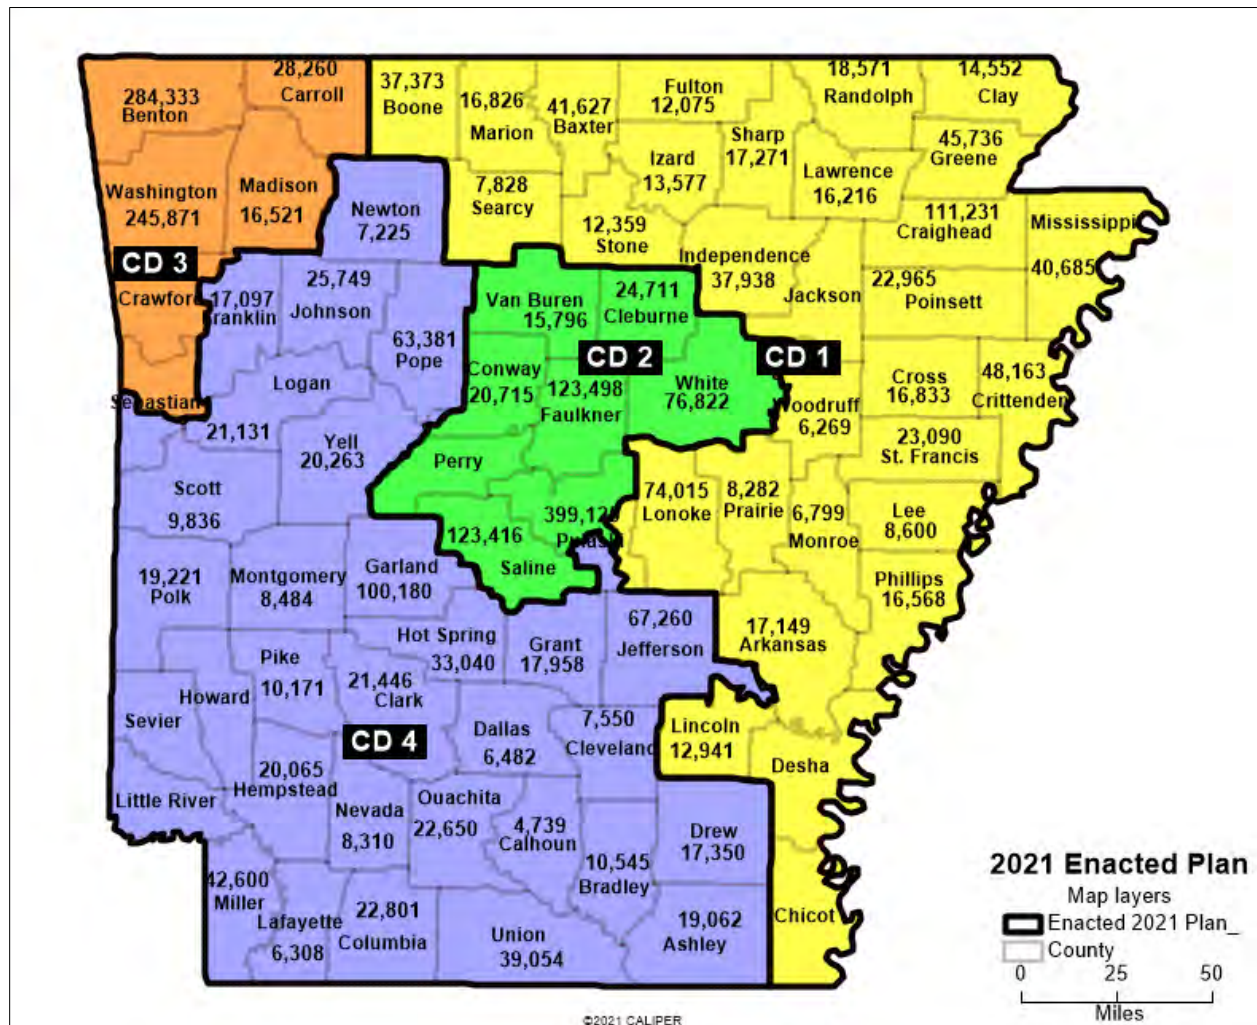 28,260
Carroll
284,333
Benton
37,373
Boone
16,826
Marion
41,627
Baxter
Fulton
12,075
18,571
Randolph
14,552
Clay
Sharp
17,271
45,736
Greene
Izard
13,577
Lawrence
16,216
Washington
245,871
Madison
16,521
Newton
7,225
7,828
Searcy
12,359
Stone
111,231
Craighead
Mississippi
40,685
Independence
37,938
CD 3
Crawford
17,097
25,749
Johnson
Van Buren
15,796
24,711
Cleburne
Jackson
22,965
Poinsett
63,381
Pope
CD 2
CD 1
Logan
Conway
20,715
123,498
Faulkner
White
76,822
Cross
16,833
48,163
Crittenden
Sebastian
21,131
Yell
20,263
6,269
23,090
St. Francis
Perry
Scott
9,836
74,015
Lonoke
8,282
Prairie
6,799
Monroe
Lee
8,600
123,416
Saline
Garland
100,180
19,221
Polk
Montgomery
8,484
Phillips
16,568
67,260
Jefferson
17,149
Arkansas
Hot Spring
33,040
Grant
17,958
Pike
10,171
21,446
Clark
Howard
Sevier
CD 4
Dallas
6,482
7,550
Cleveland
Lincoln
12,941
Desha
20,065
Hempstead
Little River
Nevada
8,310
Ouachita
22,650
4,739
Calhoun
10,545
Bradley
Drew
17,350
42,600
Miller
Lafayette
6,308
22,801
Columbia
Union
39,054
19,062
Ashley
Chicot
2021 Enacted Plan
Map layers
Enacted 2021 Plan_
County
0 25 50
Miles
©2021 CALIPER